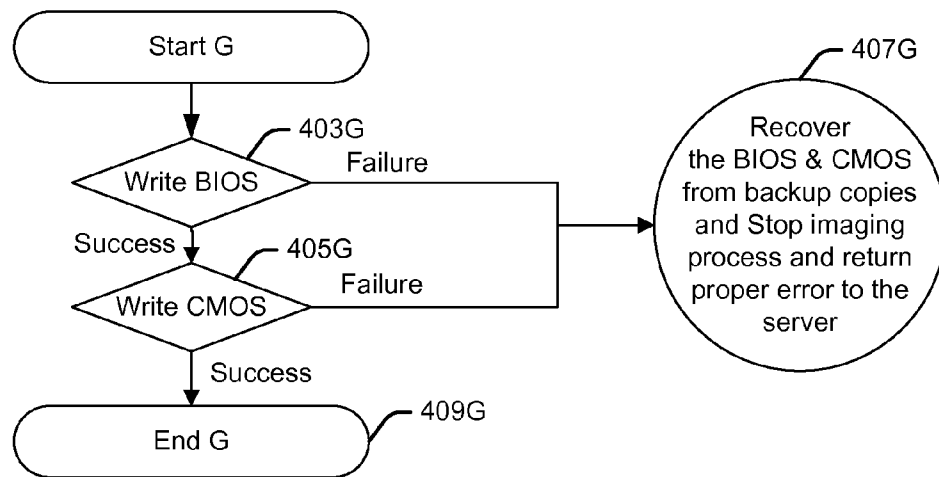 Start G
407G
403G
Recover
the BIOS & CMOS
from backup copies
and Stop imaging
process and return
proper error to the
server
Write BIOS
Failure
Success
405G
Write CMOS
Failure
Success
End G
409G